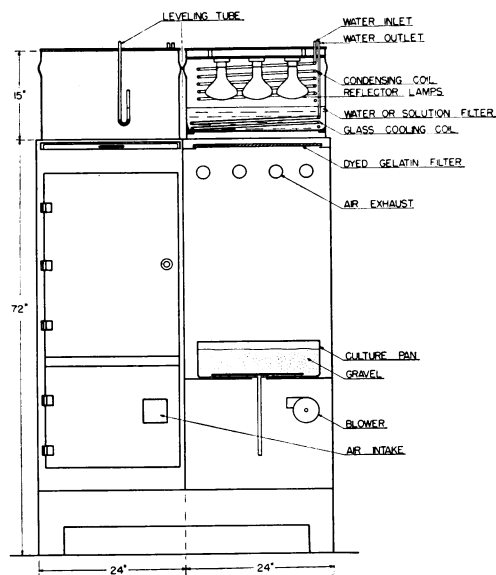 LEVELING TUBE
WATER INLET
WATER OUTLET
CONDENSING COIL
REFLECTOR LAMPS
WATER OR SOLUTION FILTER
GLASS COOLING COIL
DYED GELATIN FILTER
AIR EXHAUST
15"
72"
CULTURE PAN
GRAVEL
BLOWER
AIR INTAKE
24"
24"